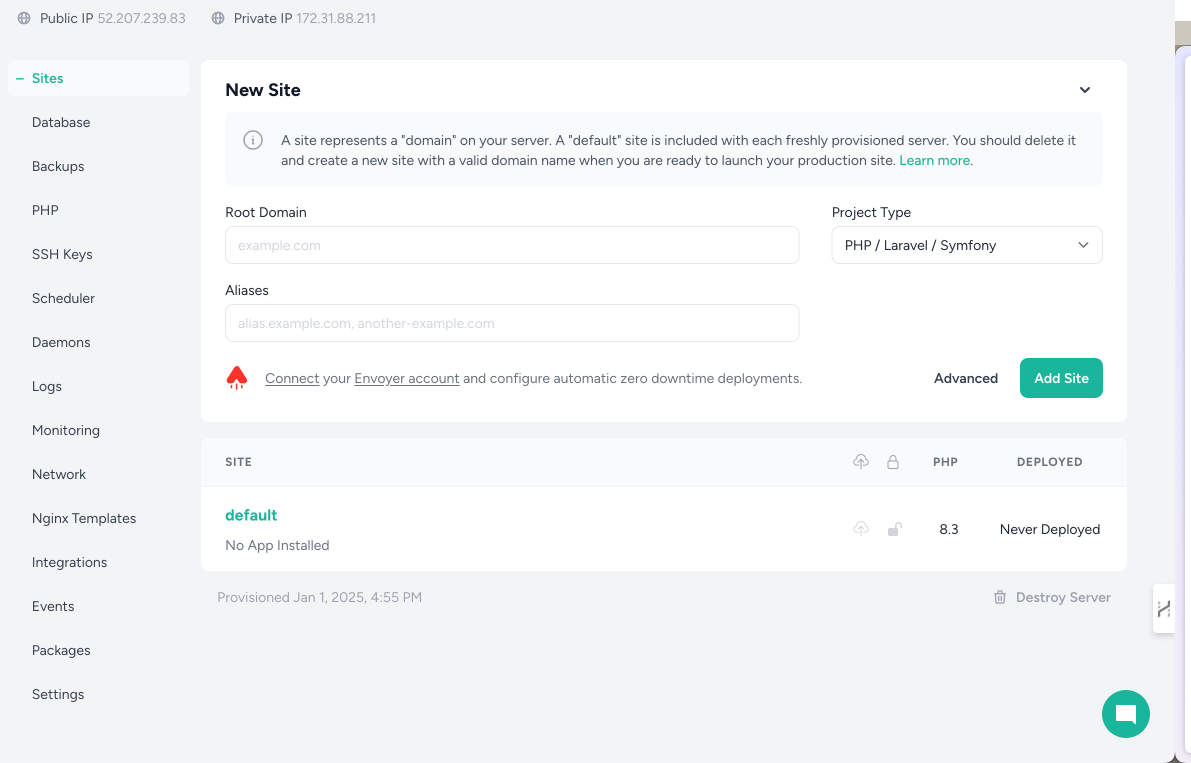 Public IP 52.207.239.83 Private IP 172.31.88.211
Sites
Database
Backups
PHP
SSH Keys
Scheduler
Daemons
Logs
Monitoring
Network
Nginx Templates
Integrations
Events
Packages
Settings
New Site
A site represents a "domain" on your server. A "default" site is included with each freshly provisioned server. You should delete it
and create a new site with a valid domain name when you are ready to launch your production site. Learn more.
Root Domain
example.com
Project Type
PHP / Laravel / Symfony
Aliases
alias.example.com, another-example.com
Connect your Envoyer account and configure automatic zero downtime deployments.
Advanced
Add Site
SITE PHP DEPLOYED
default
No App Installed
8.3 Never Deployed
Provisioned Jan 1, 2025, 4:55 PM
Destroy Server